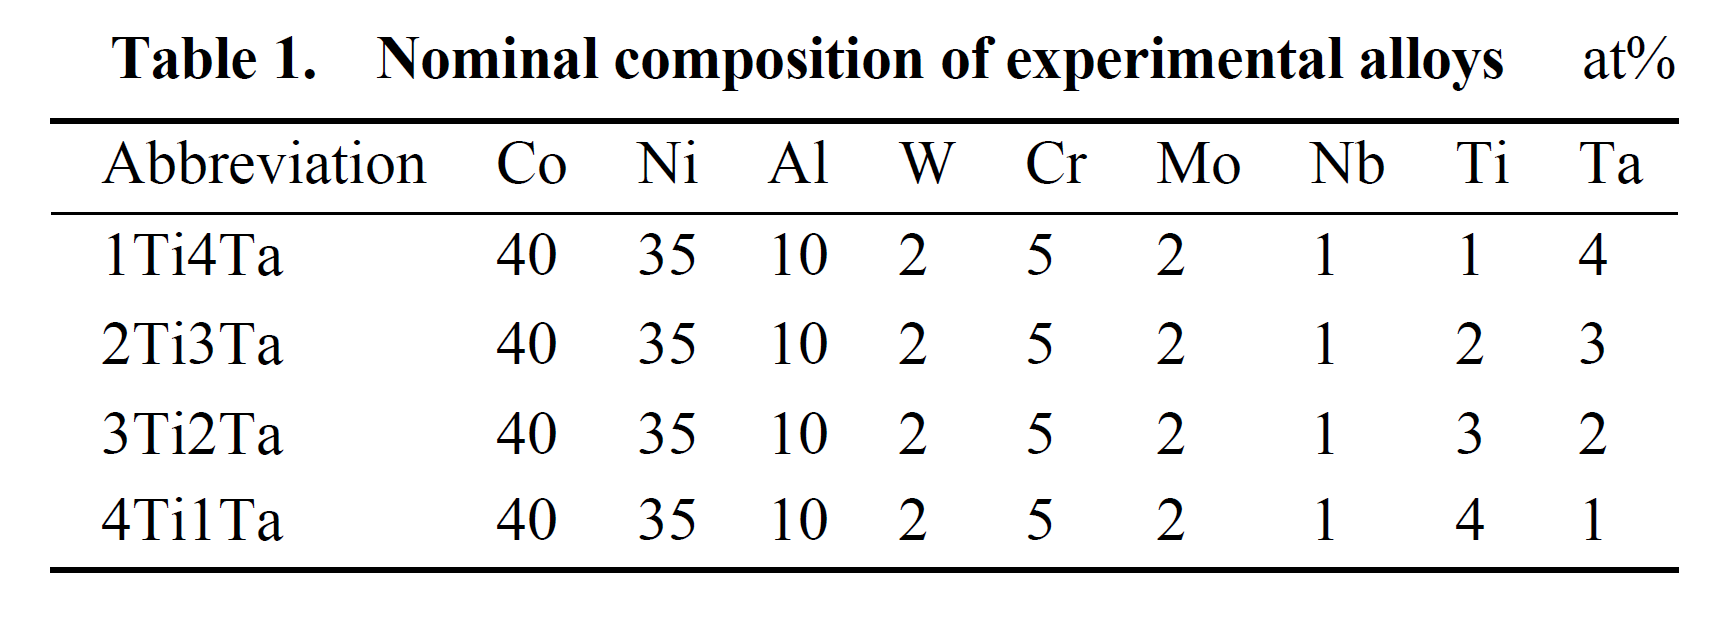 Table 1. Nominal composition of experimental alloys at%
Abbreviation Co Ni Al W Cr Mo Nb Ti Ta
1Ti4Ta 40 35 10 2 5 2 1 1 4
2Ti3Ta 40 35 10 2 5 2 1 2 3
3Ti2Ta 40 35 10 2 5 2 1 3 2
4Ti1Ta 40 35 10 2 5 2 1 4 1